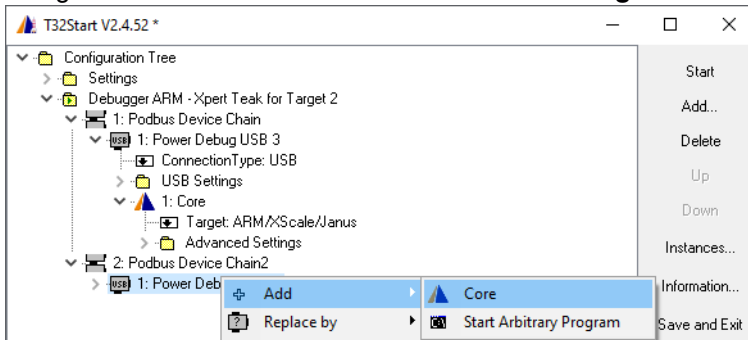 T32Start V2.4.52 *
Configuration Tree
Settings
Debugger ARM - Xpert Teak for Target 2
1: Podbus Device Chain
USB 1: Power Debug USB 3
ConnectionType: USB
USB Settings
1: Core
Target: ARM/XScale/Janus
Advanced Settings
2: Podbus Device Chain2
USB 1: Power Deb
Add
Core
Replace by
Start Arbitrary Program
Start
Add...
Delete
Up
Down
Instances...
Information...
Save and Exit